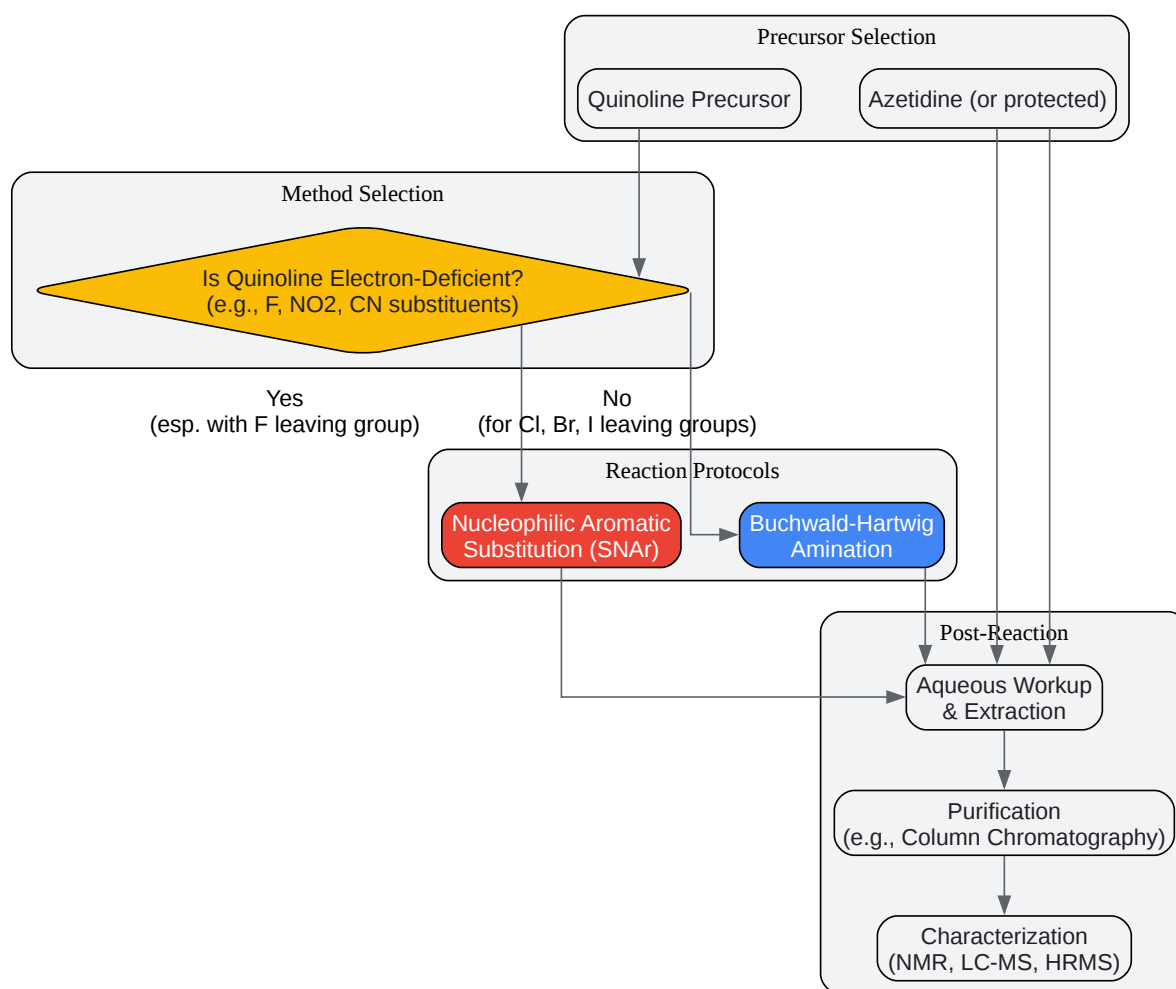 Precursor Selection
Quinoline Precursor
Azetidine (or protected)
Method Selection
Is Quinoline Electron-Deficient?
(e.g., F, NO2, CN substituents)
Yes
(esp. with F leaving group)
No
(for Cl, Br, I leaving groups)
Reaction Protocols
Nucleophilic Aromatic
Substitution (SNAr)
Buchwald-Hartwig
Amination
Post-Reaction
Aqueous Workup
& Extraction
Purification
(e.g., Column Chromatography)
Characterization
(NMR, LC-MS, HRMS)